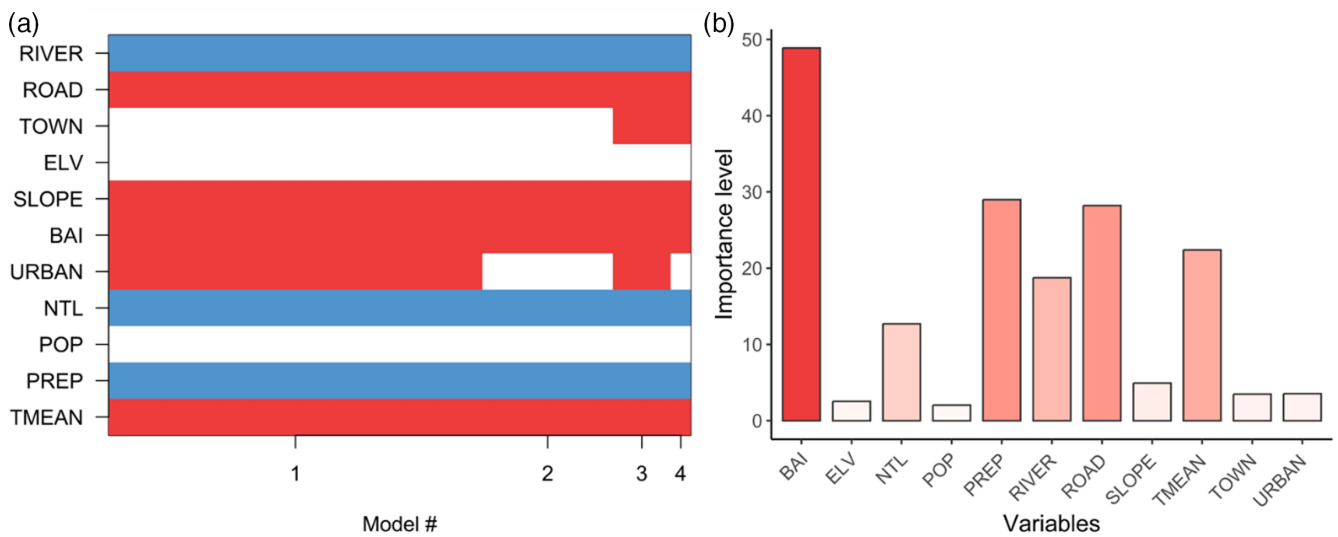 (a)
RIVER
ROAD
TOWN
ELV
SLOPE
BAI
URBAN
NTL
POP
PREP
TMEAN
1 2 3 4
Model #
(b)
Importance level
50
40
30
20
10
0
BAI ELV NTL POP PREP RIVER ROAD SLOPE TMEAN TOWN URBAN
Variables